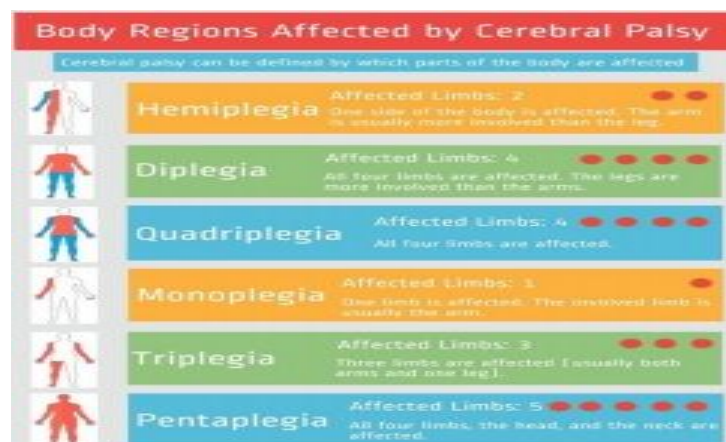 Body Regions Affected by Cerebral Palsy
Cerebral palsy can be defined by which parts of the body are affected
Hemiplegia
Affected Limbs: 2
One side of the body is affected. The arm
is usually more involved than the leg.
Diplegia
Affected Limbs: 4
All four limbs are affected. The legs are
more involved than the arms.
Quadriplegia
Affected Limbs: 4
All four limbs are affected.
Monoplegia
Affected Limbs: 1
One limb is affected. The involved limb is
usually the arm.
Triplegia
Affected Limbs: 3
Three limbs are affected [usually both
arms and one leg].
Pentaplegia
Affected Limbs: 5
All four limbs, the head, and the neck are
affected.